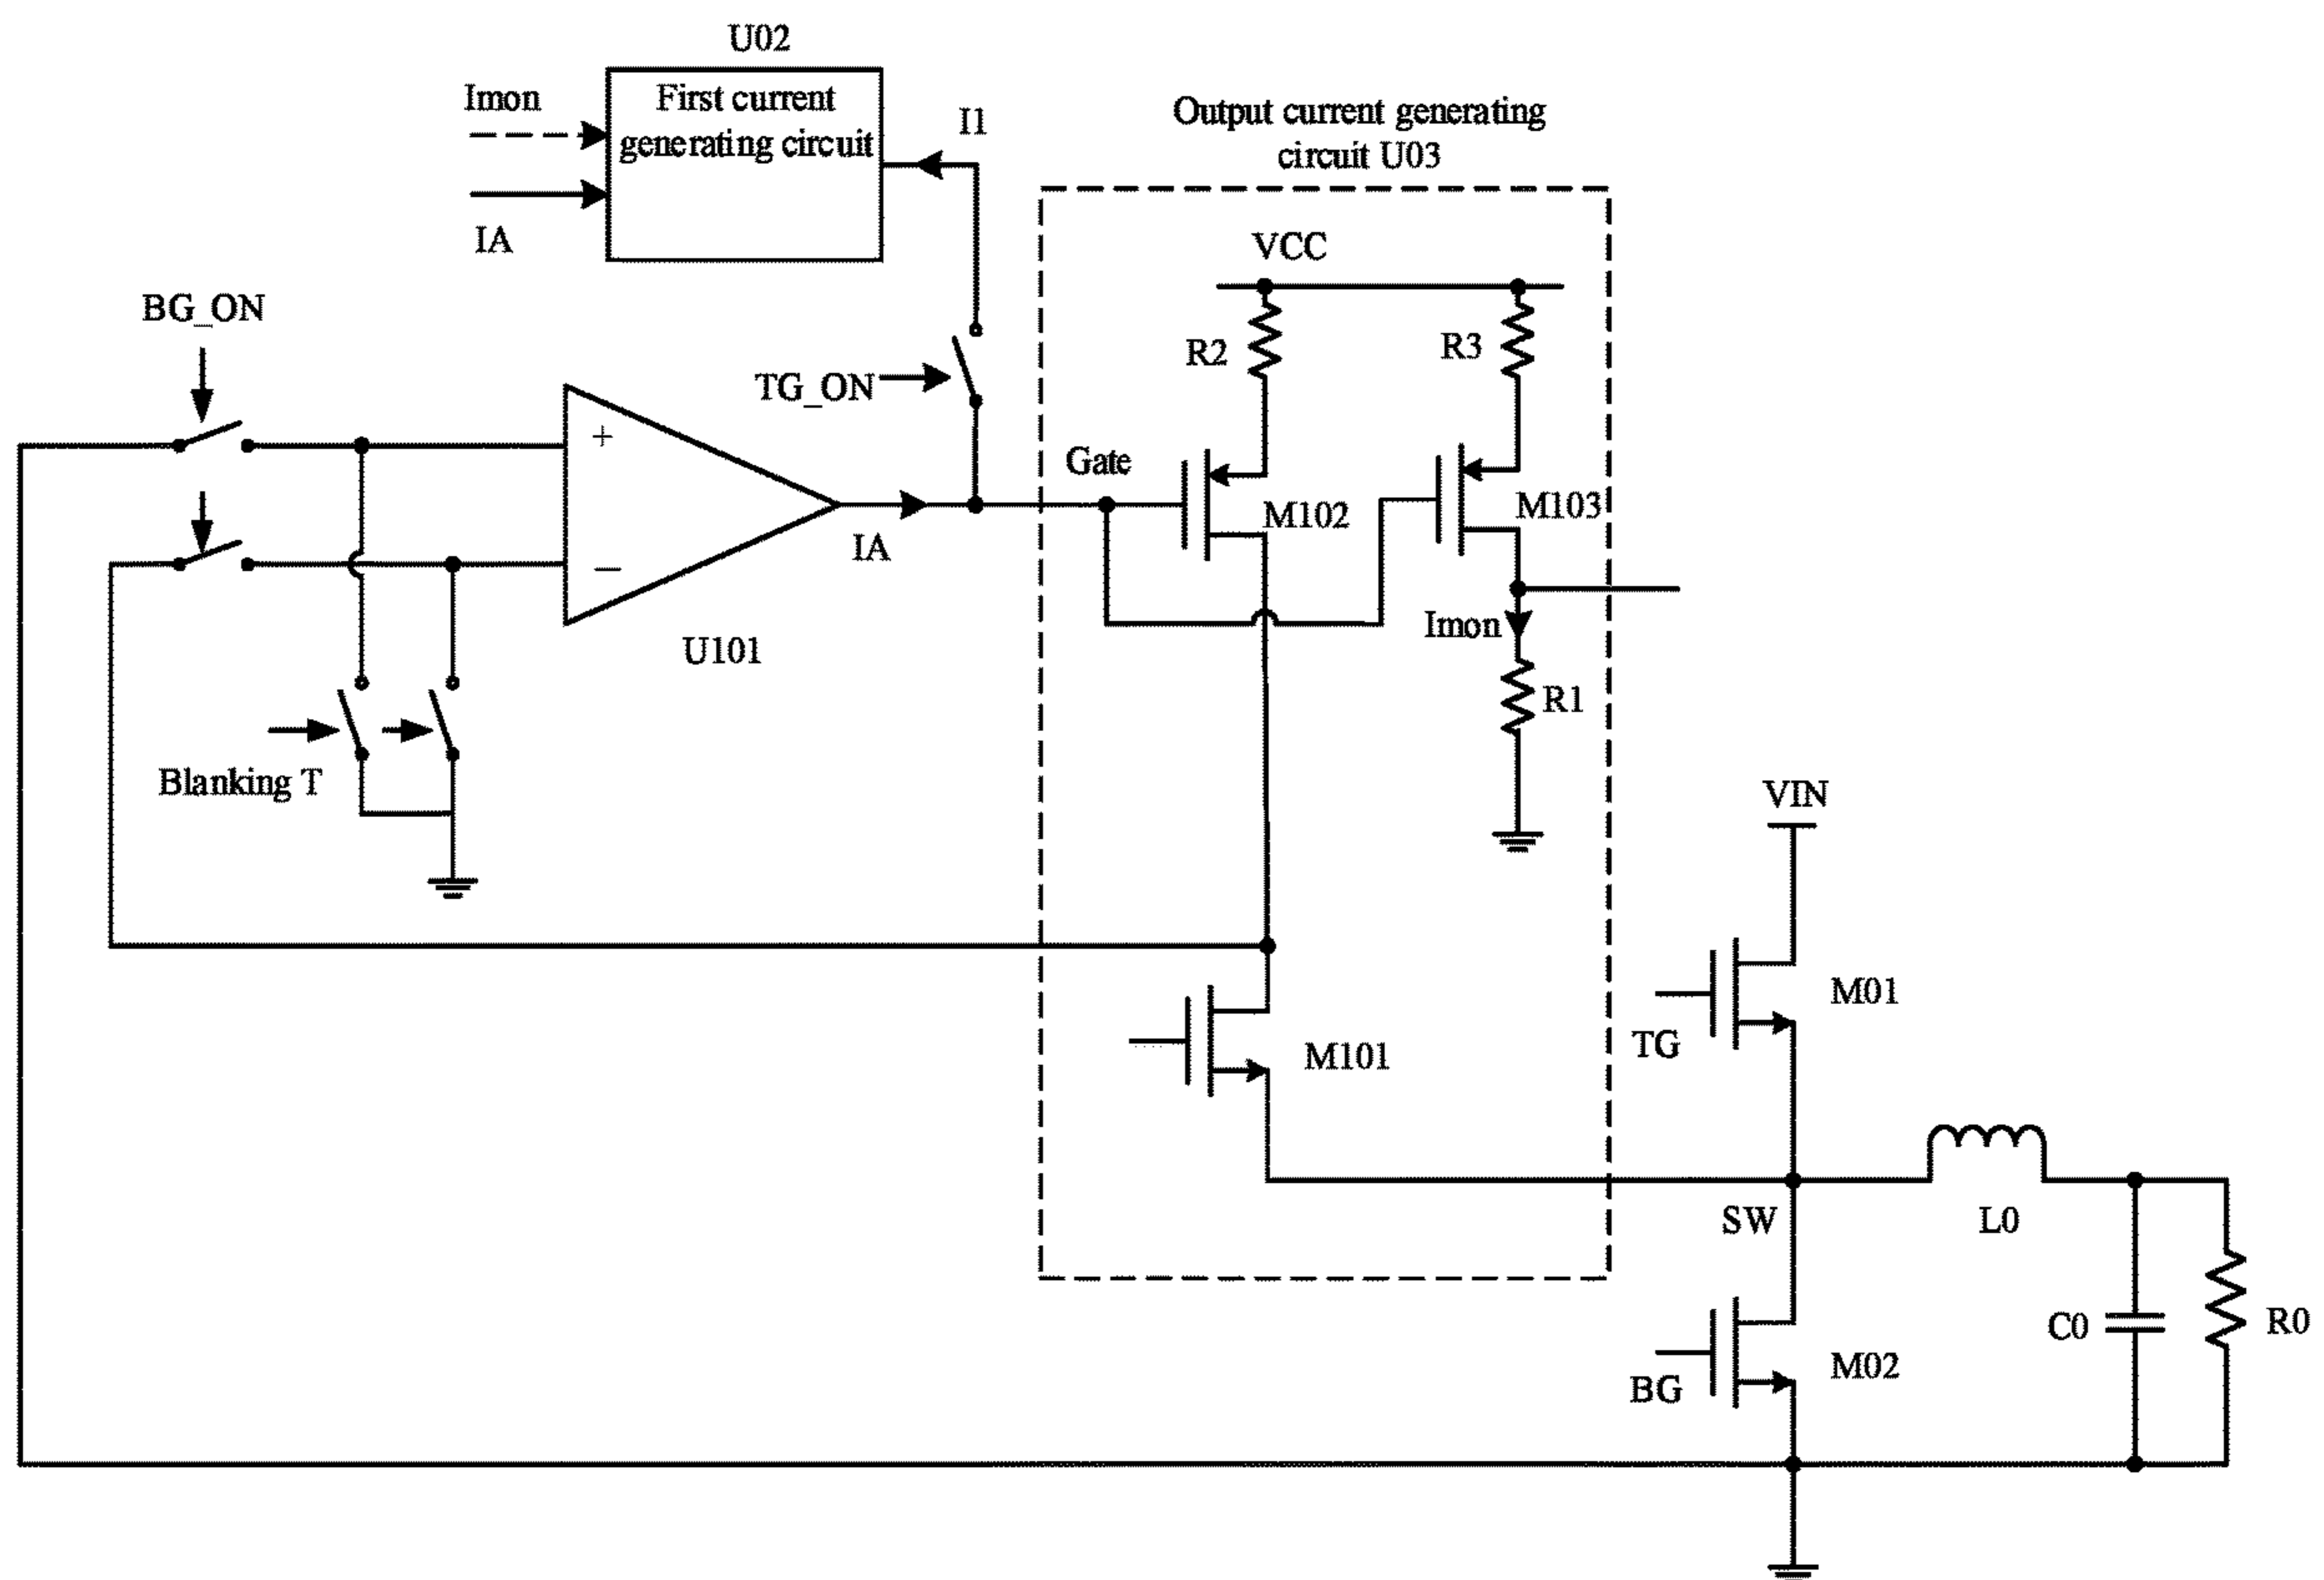 U02
Imon
First current
generating circuit
I1
IA
Output current generating
circuit U03
VCC
BG_ON
R2
R3
TG_ON
+
Gate
M102
M103
IA
−
U101
Imon
R1
Blanking T
VIN
M01
TG
M101
SW
L0
C0
R0
M02
BG